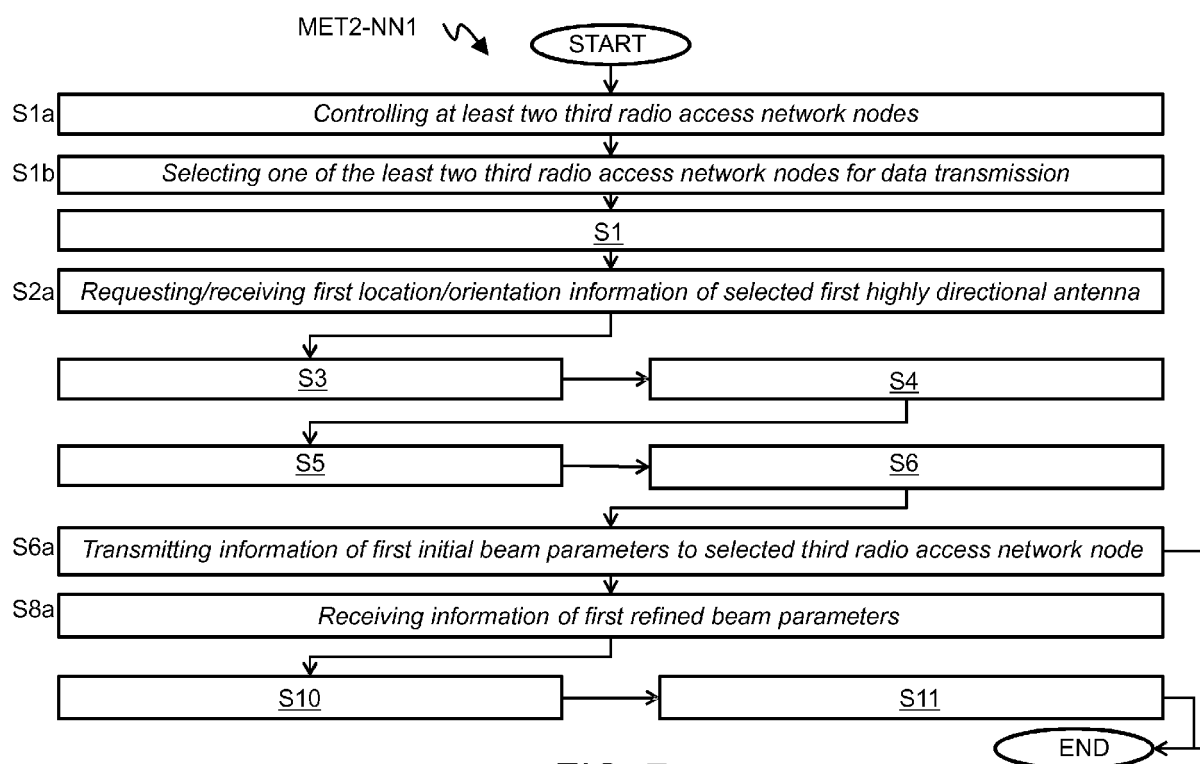 MET2-NN1
START
S1a Controlling at least two third radio access network nodes
S1b Selecting one of the least two third radio access network nodes for data transmission
S1
S2a Requesting/receiving first location/orientation information of selected first highly directional antenna
S3
S4
S5
S6
S6a Transmitting information of first initial beam parameters to selected third radio access network node
S8a Receiving information of first refined beam parameters
S10
S11
END